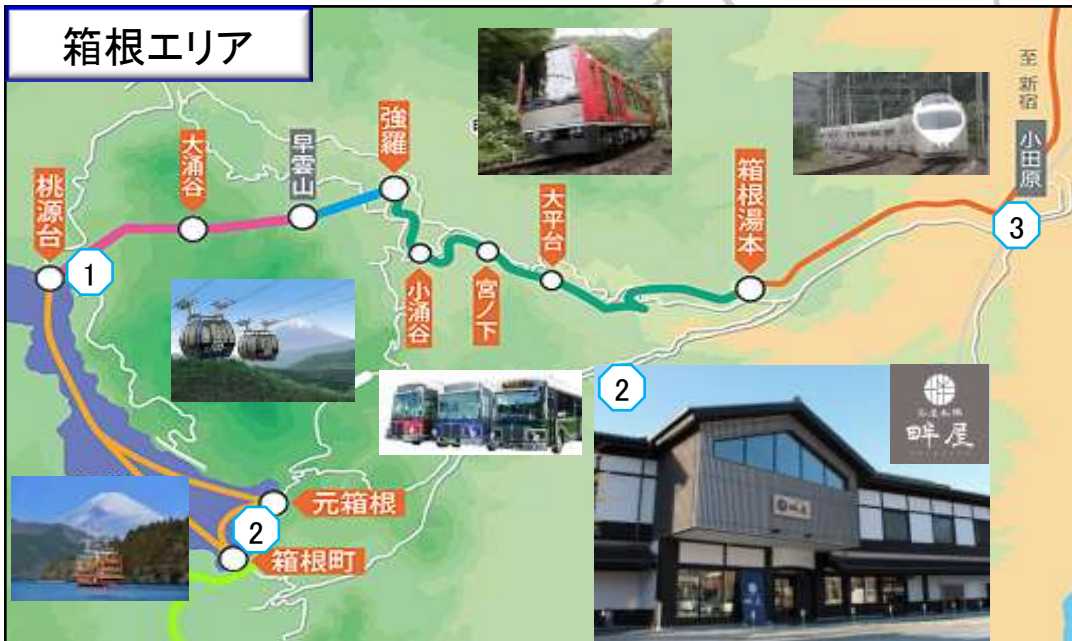 箱根エリア
至 新宿
小田原
強羅
早雲山
大涌谷
桃源台
箱根湯本
大平台
宮ノ下
小涌谷
3
1
2
畔屋
元箱根
2
箱根町